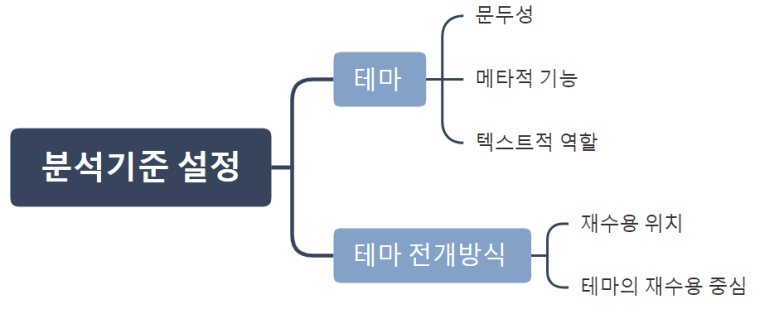 분석기준 설정
테마
문두성
메타적 기능
텍스트적 역할
테마 전개방식
재수용 위치
테마의 재수용 중심